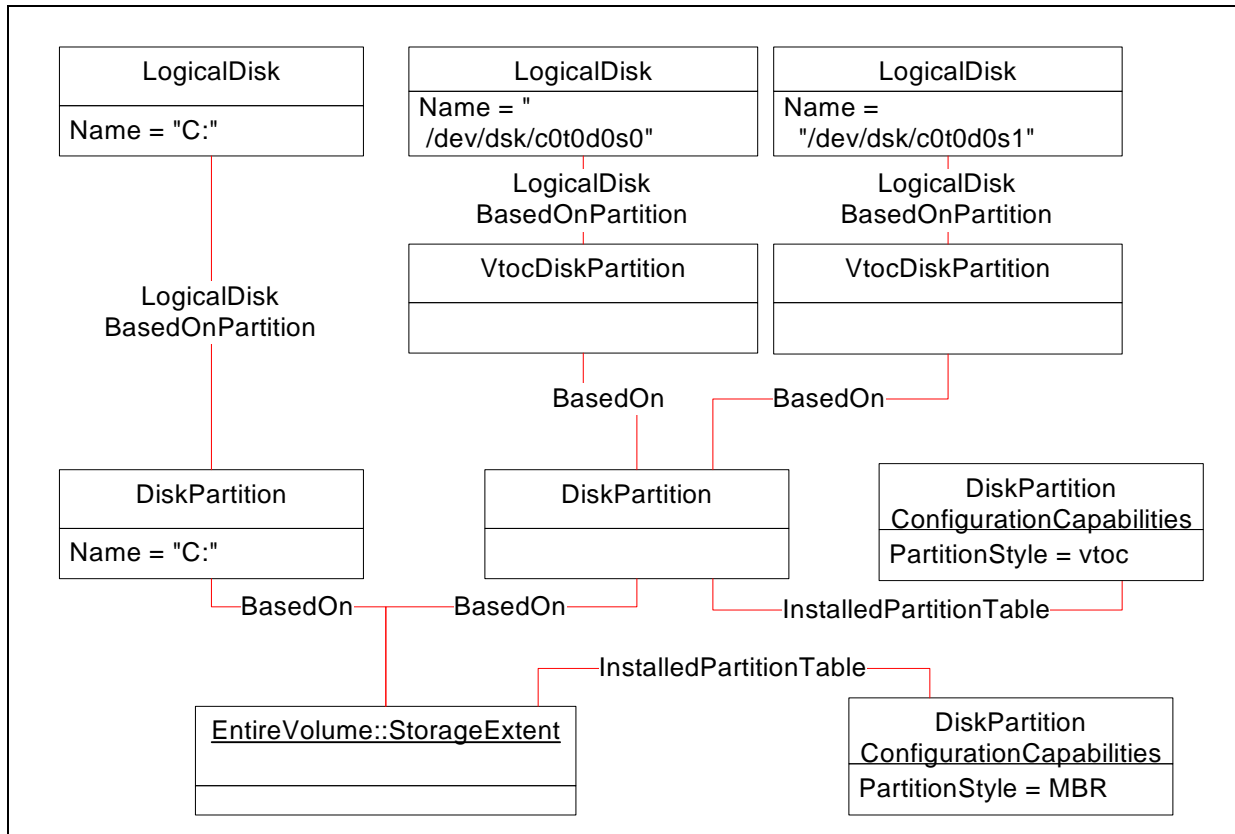 LogicalDisk
Name = "C:"
LogicalDisk
Name = "
/dev/dsk/c0t0d0s0"
LogicalDisk
Name =
"/dev/dsk/c0t0d0s1"
LogicalDisk
BasedOnPartition
LogicalDisk
BasedOnPartition
LogicalDisk
BasedOnPartition
VtocDiskPartition
VtocDiskPartition
BasedOn
BasedOn
DiskPartition
Name = "C:"
DiskPartition
DiskPartition
ConfigurationCapabilities
PartitionStyle = vtoc
BasedOn
BasedOn
InstalledPartitionTable
InstalledPartitionTable
EntireVolume::StorageExtent
DiskPartition
ConfigurationCapabilities
PartitionStyle = MBR